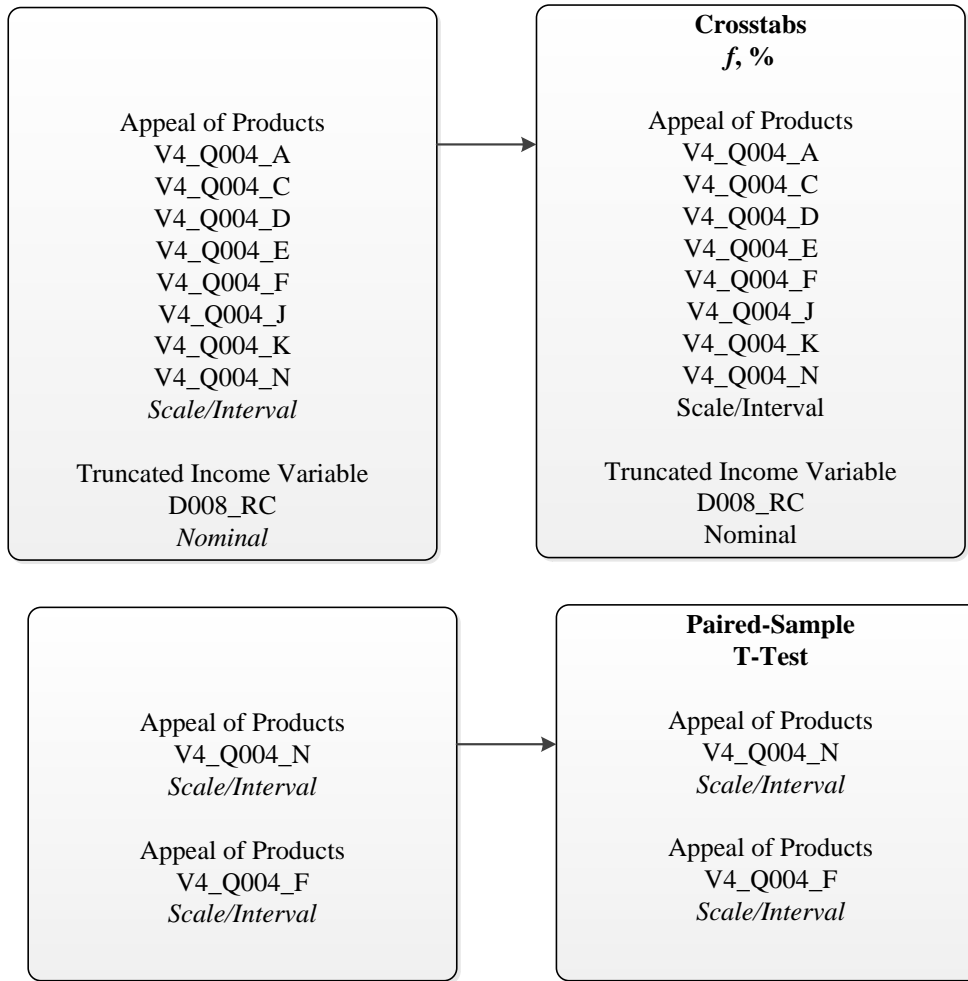 Appeal of Products
V4_Q004_A
V4_Q004_C
V4_Q004_D
V4_Q004_E
V4_Q004_F
V4_Q004_J
V4_Q004_K
V4_Q004_N
Scale/Interval
Truncated Income Variable
D008_RC
Nominal
Crosstabs
f, %
Appeal of Products
V4_Q004_A
V4_Q004_C
V4_Q004_D
V4_Q004_E
V4_Q004_F
V4_Q004_J
V4_Q004_K
V4_Q004_N
Scale/Interval
Truncated Income Variable
D008_RC
Nominal
Appeal of Products
V4_Q004_N
Scale/Interval
Appeal of Products
V4_Q004_F
Scale/Interval
Paired-Sample
T-Test
Appeal of Products
V4_Q004_N
Scale/Interval
Appeal of Products
V4_Q004_F
Scale/Interval